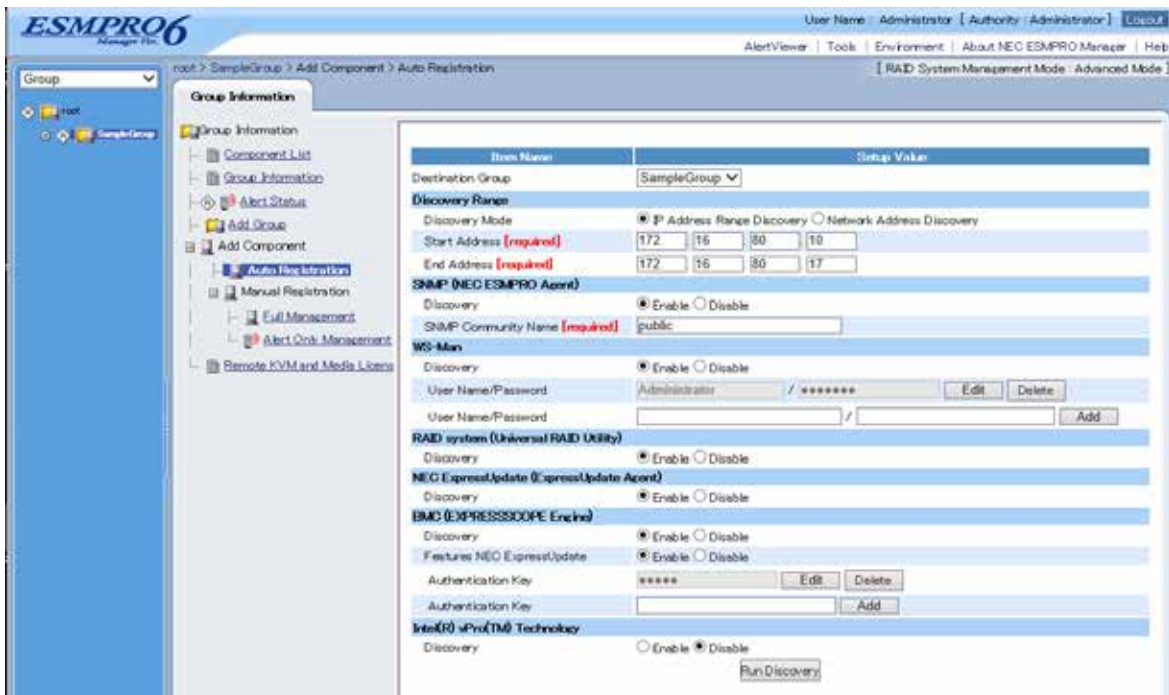 ESMPRO6
Manager Ver.
User Name : Administrator [ Authority : Administrator ] Logout
AlertViewer | Tools | Environment | About NEC ESMPRO Manager | Help
Group
root > SampleGroup > Add Component > Auto Registration
[ RAID System Management Mode : Advanced Mode ]
root
SampleGroup
Group Information
Group Information
Component List
Group Information
Alert Status
Add Group
Add Component
Auto Registration
Manual Registration
Full Management
Alert Only Management
Remote KVM and Media Licens
Item Name Setup Value
Destination Group SampleGroup
Discovery Range
Discovery Mode IP Address Range Discovery Network Address Discovery
Start Address [required] 172 . 16 . 80 . 10
End Address [required] 172 . 16 . 80 . 17
SNMP (NEC ESMPRO Agent)
Discovery Enable Disable
SNMP Community Name [required] public
WS-Man
Discovery Enable Disable
User Name/Password Administrator / ******* Edit Delete
User Name/Password / Add
RAID system (Universal RAID Utility)
Discovery Enable Disable
NEC ExpressUpdate (ExpressUpdate Agent)
Discovery Enable Disable
BMC (EXPRESSSCOPE Engine)
Discovery Enable Disable
Features NEC ExpressUpdate Enable Disable
Authentication Key ***** Edit Delete
Authentication Key Add
Intel(R) vPro(TM) Technology
Discovery Enable Disable
Run Discovery